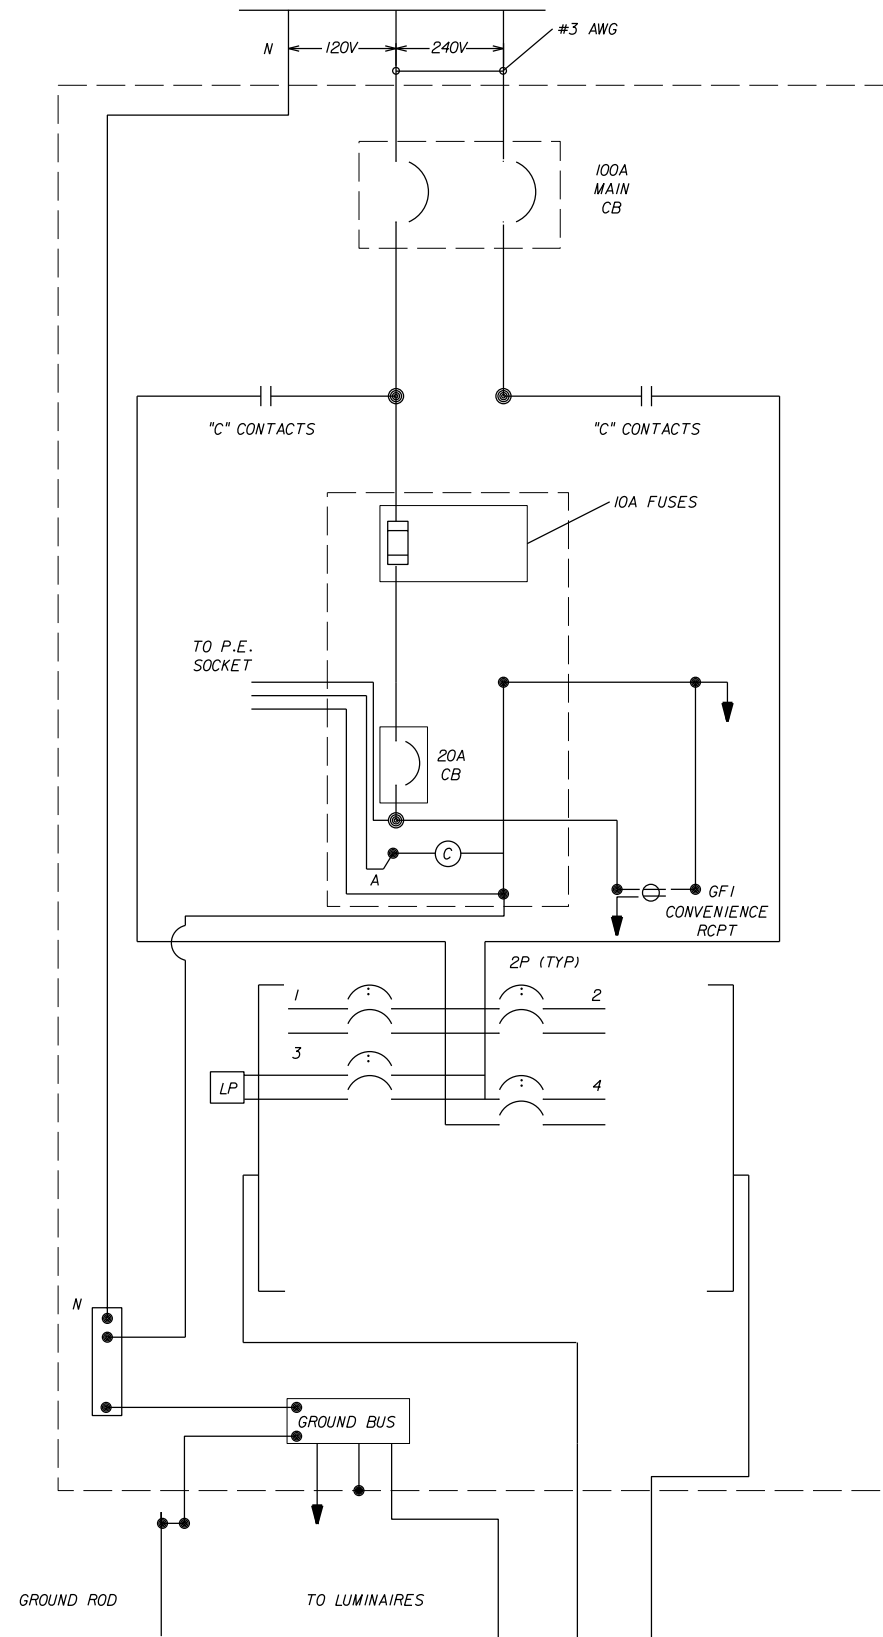 #3 AWG
N 120V 240V
100A
MAIN
CB
"C" CONTACTS "C" CONTACTS
10A FUSES
TO P.E.
SOCKET
20A
CB
C
A
GFI
CONVENIENCE
RCPT
2P (TYP)
1 2
3
LP 4
N
GROUND BUS
GROUND ROD TO LUMINAIRES